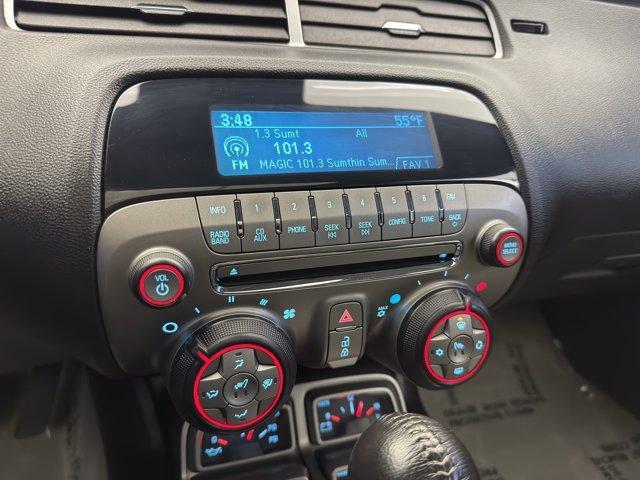 3:48 55°F
1.3 Sumt All
101.3
FM MAGIC 101.3 Sumthin Sum... FAV 1
INFO 1 2 3 4 5 6 FAV
RADIO BAND CD AUX PHONE SEEK SEEK CONFIG TONE BACK
VOL MENU SELECT
MAX